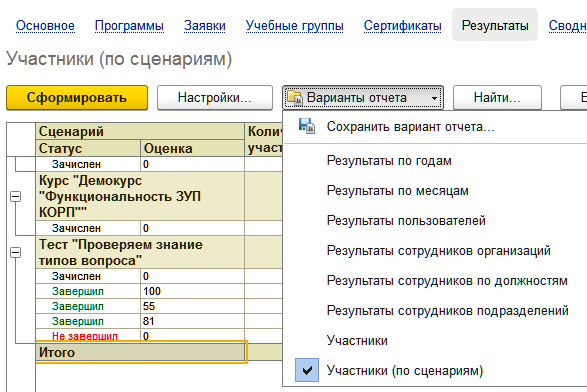 Основное Программы Заявки Учебные группы Сертификаты Результаты Сводн
Участники (по сценариям)
Сформировать Настройки... Варианты отчета Найти... Е
Сохранить вариант отчета...
Результаты по годам
Результаты по месяцам
Результаты пользователей
Результаты сотрудников организаций
Результаты сотрудников по должностям
Результаты сотрудников подразделений
Участники
Участники (по сценариям)
Сценарий Колич
Статус Оценка участ
Зачислен 0
Курс "Демокурс
"Функциональность ЗУП
КОРП""
Зачислен 0
Тест "Проверяем знание
типов вопроса"
Зачислен 0
Завершил 100
Завершил 55
Завершил 81
Не завершил 0
Итого